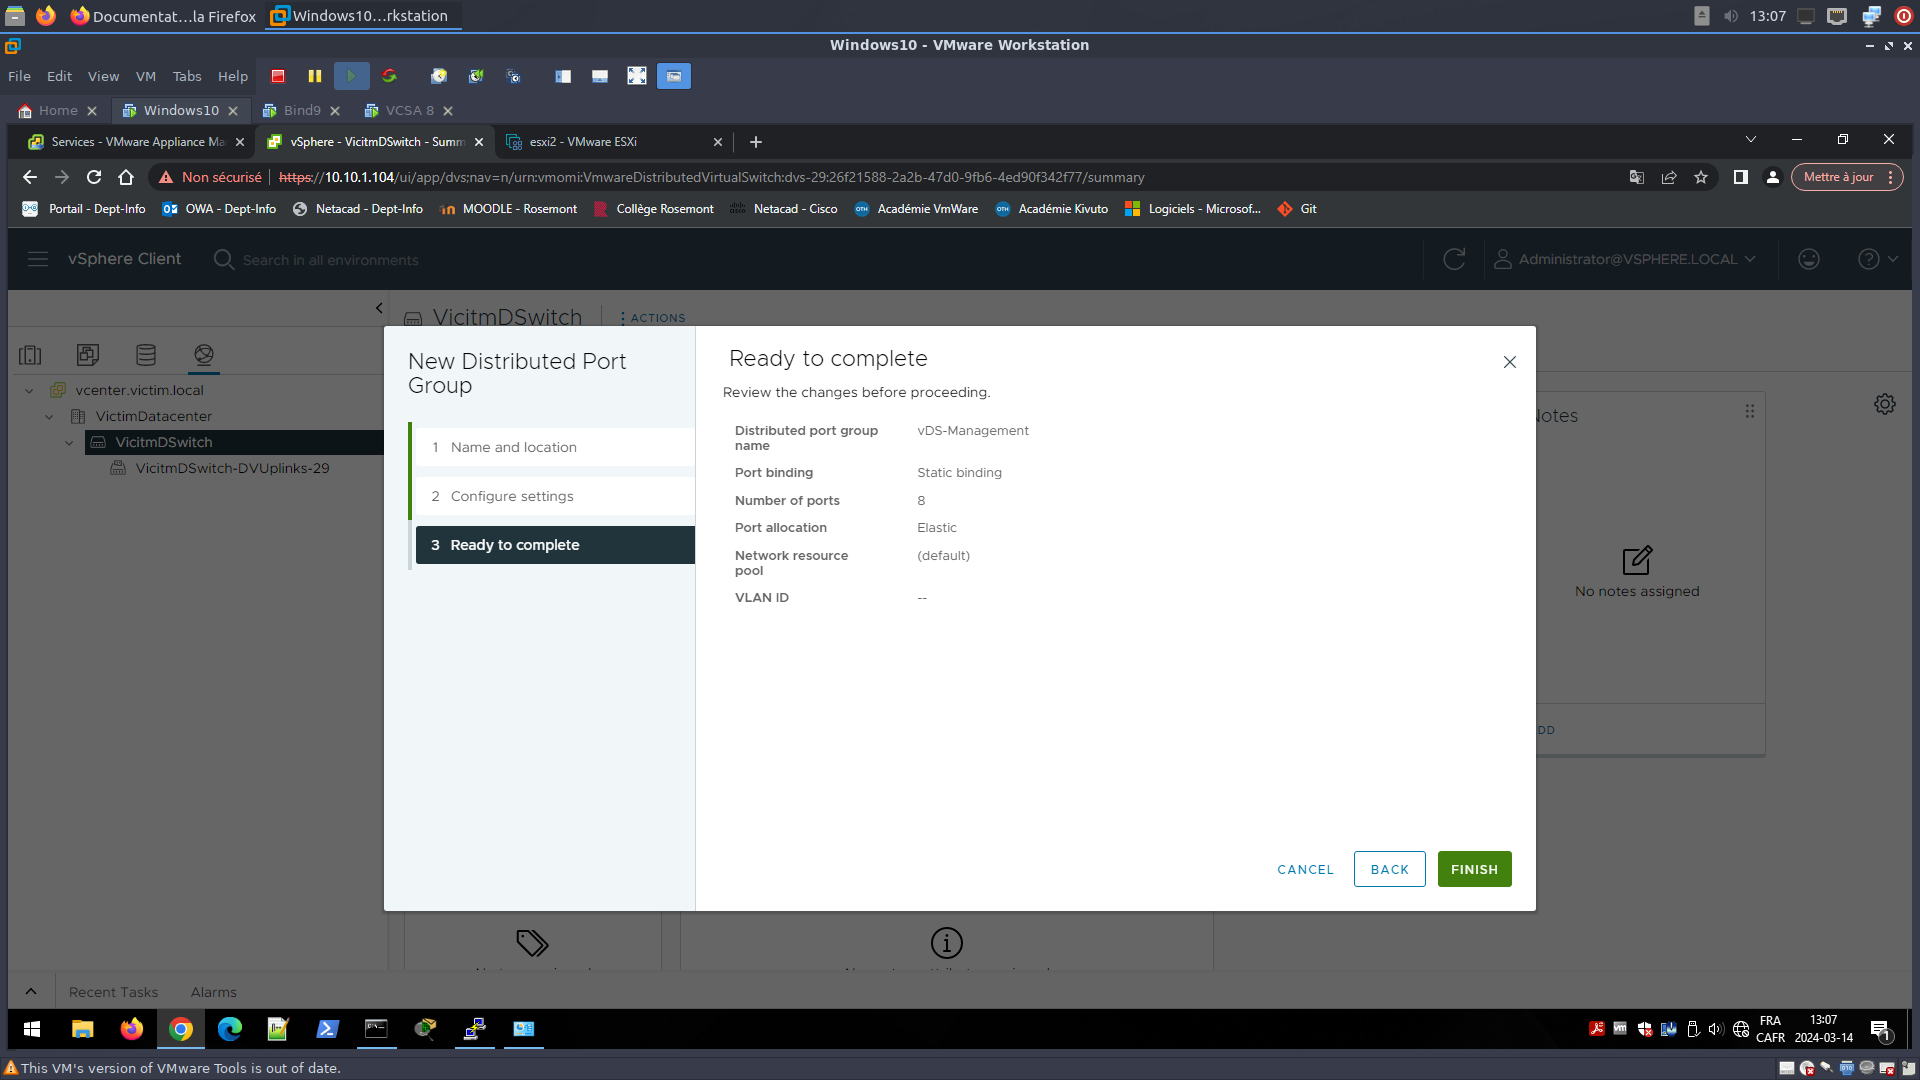 Documentat...la Firefox
Windows10...rkstation
13:07
Windows10 - VMware Workstation
File Edit View VM Tabs Help
Home
Windows10
Bind9
VCSA 8
Services - VMware Appliance Ma
vSphere - VicitmDSwitch - Summ
esxi2 - VMware ESXi
Non sécurisé
https://10.10.1.104/ui/app/dvs;nav=n/urn:vmomi:VmwareDistributedVirtualSwitch:dvs-29:26f21588-2a2b-47d0-9fb6-4ed90f342f77/summary
Mettre à jour
Portail - Dept-Info
OWA - Dept-Info
Netacad - Dept-Info
MOODLE - Rosemont
Collège Rosemont
Netacad - Cisco
Académie VmWare
Académie Kivuto
Logiciels - Microsof...
Git
vSphere Client
Search in all environments
Administrator@VSPHERE.LOCAL
VicitmDSwitch
ACTIONS
vcenter.victim.local
VictimDatacenter
VicitmDSwitch
VicitmDSwitch-DVUplinks-29
New Distributed Port
Group
1 Name and location
2 Configure settings
3 Ready to complete
Ready to complete
Review the changes before proceeding.
Distributed port group
name
vDS-Management
Port binding
Static binding
Number of ports
8
Port allocation
Elastic
Network resource
pool
(default)
VLAN ID
--
CANCEL
BACK
FINISH
otes
No notes assigned
DD
Recent Tasks
Alarms
FRA
CAFR
13:07
2024-03-14
1
This VM's version of VMware Tools is out of date.